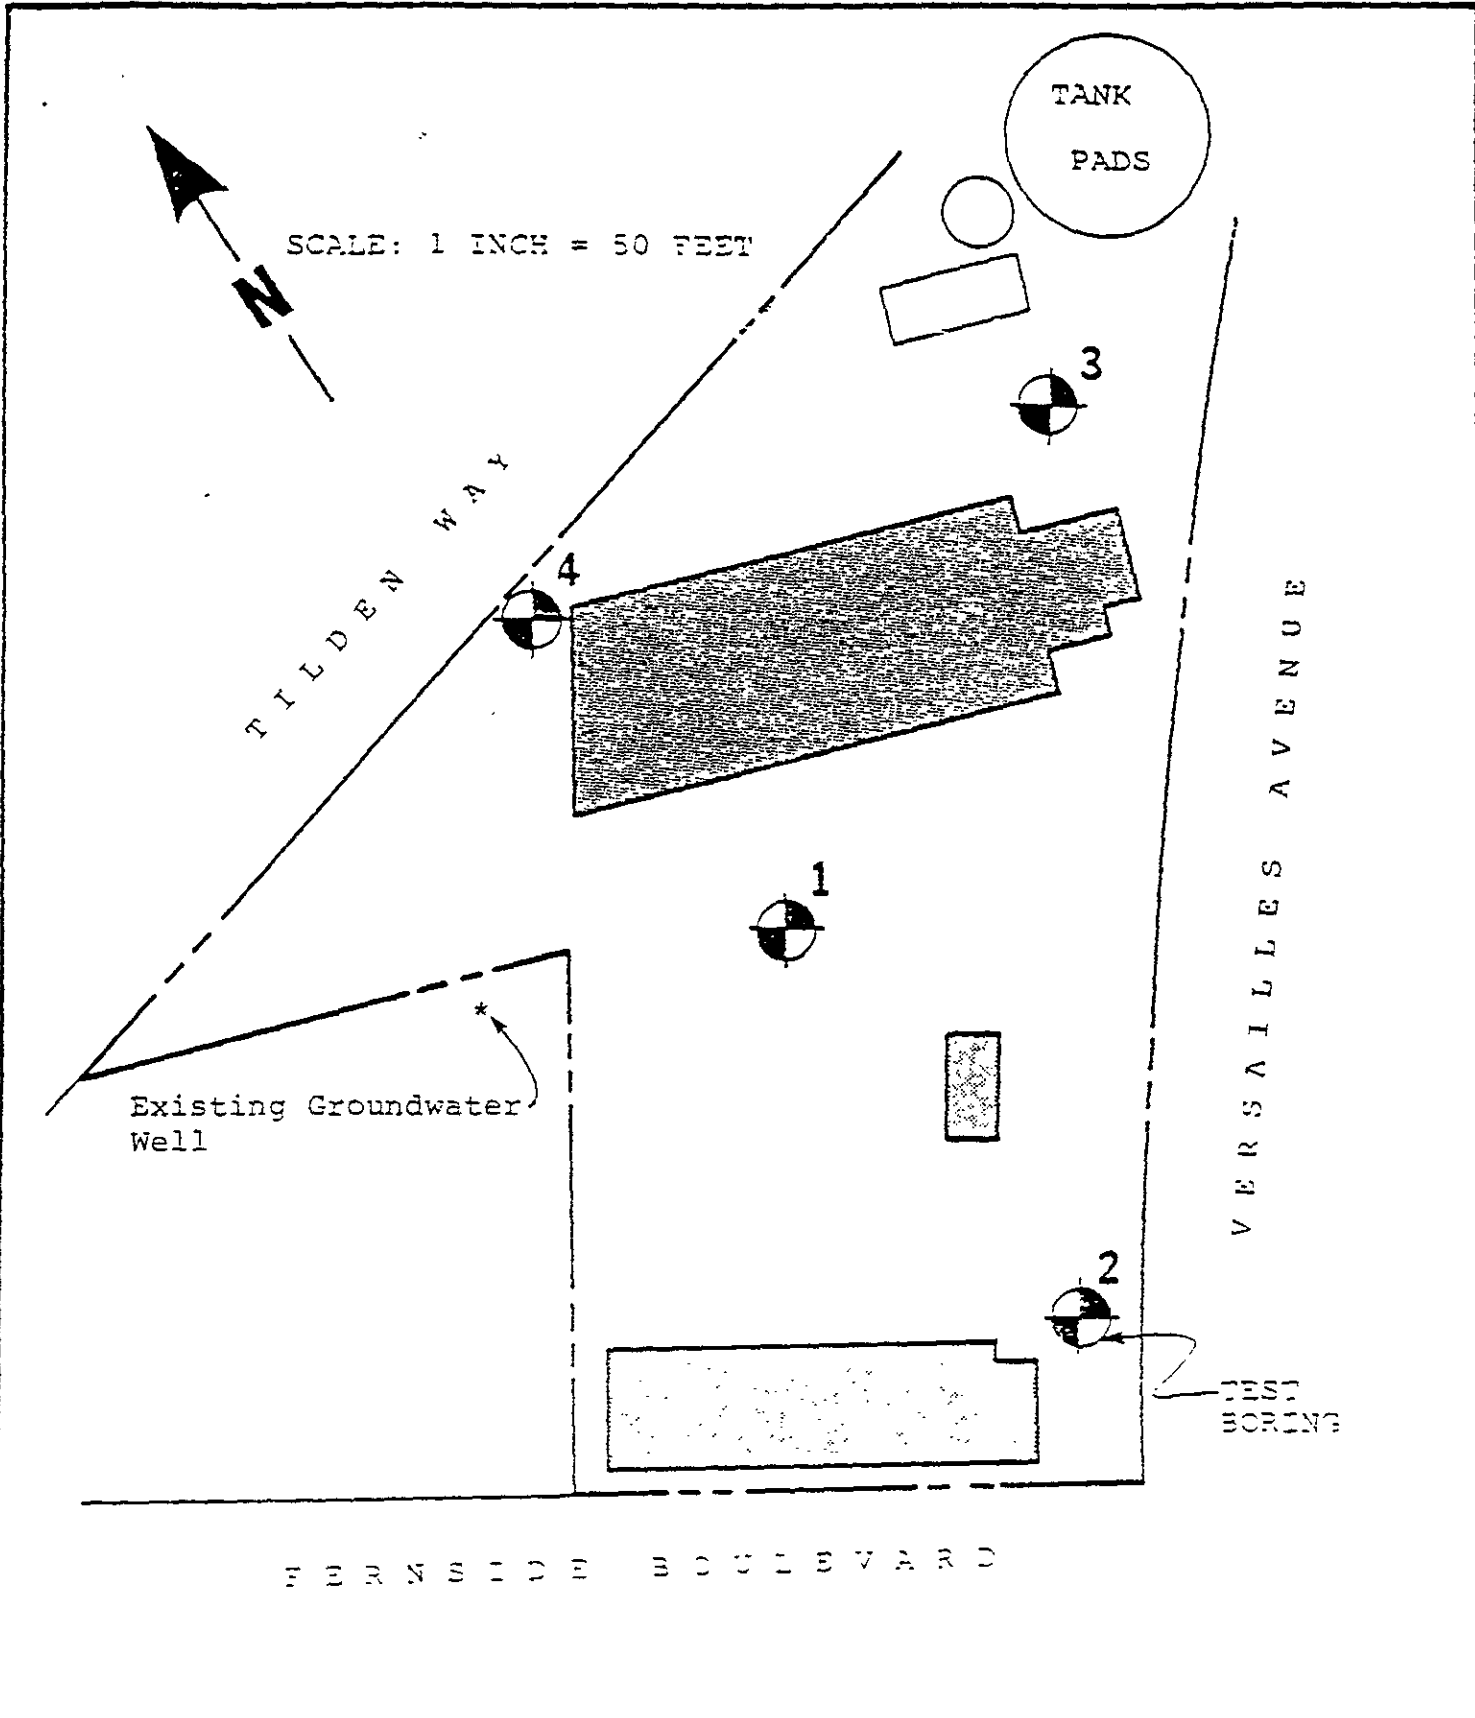 TANK
PADS
N
SCALE: 1 INCH = 50 FEET
3
TILDEN WAY
4
VERSAILLES AVENUE
1
*
Existing Groundwater
Well
2
TEST
BORING
FERNSIDE BOULEVARD